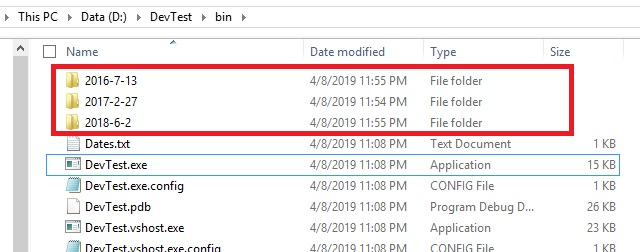 This PC > Data (D:) > DevTest > bin >
Name Date modified Type Size
2016-7-13 4/8/2019 11:55 PM File folder
2017-2-27 4/8/2019 11:54 PM File folder
2018-6-2 4/8/2019 11:55 PM File folder
Dates.txt 4/8/2019 11:08 PM Text Document 1 KB
DevTest.exe 4/8/2019 11:08 PM Application 15 KB
DevTest.exe.config 4/8/2019 11:08 PM CONFIG File 1 KB
DevTest.pdb 4/8/2019 11:08 PM Program Debug D... 26 KB
DevTest.vshost.exe 4/8/2019 11:08 PM Application 23 KB
DevTest.vshost.exe.config 4/8/2019 11:08 PM CONFIG File 1 KB